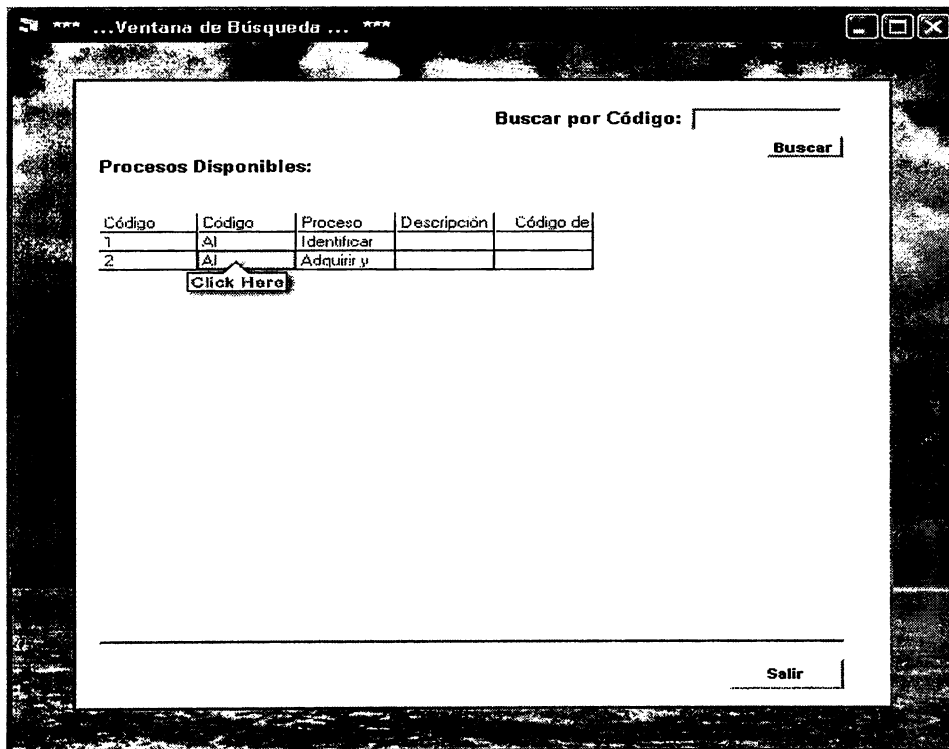 *** ...Ventana de Búsqueda ... ***
Buscar por Código:
Buscar
Procesos Disponibles:
Código Código Proceso Descripción Código de
1 AI Identificar
2 AI Adquirir y
Click Here
Salir